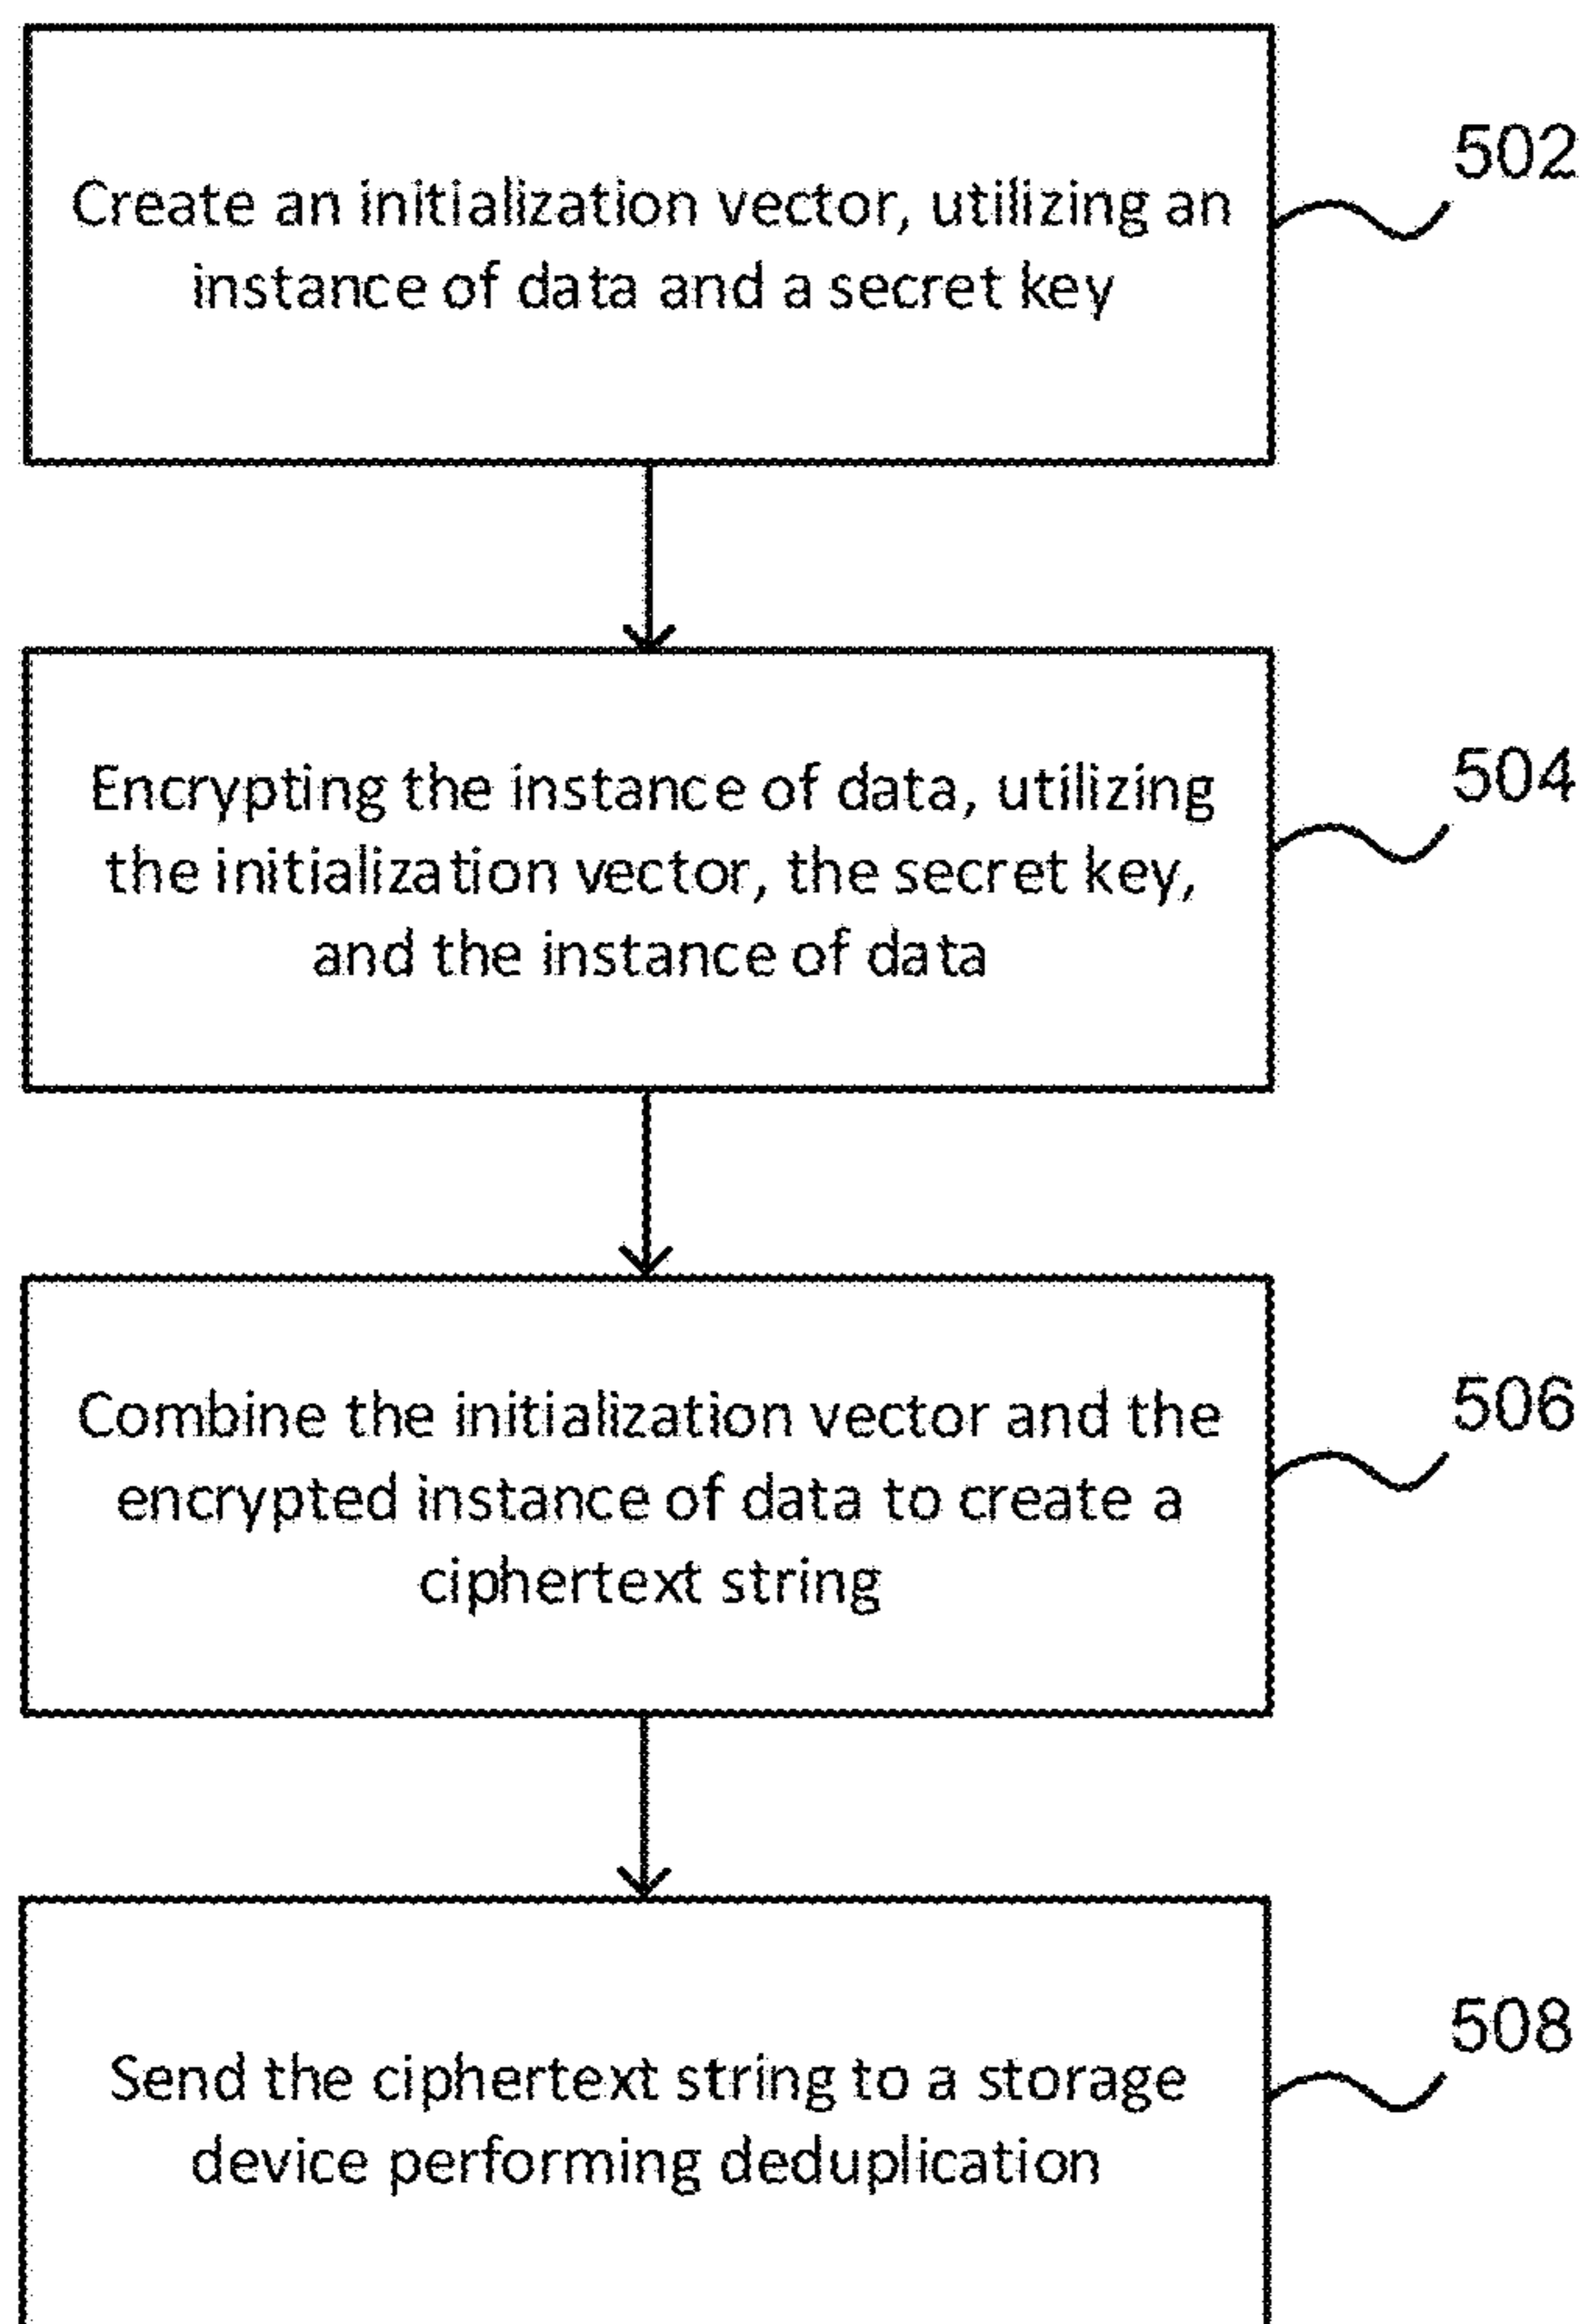 Create an initialization vector, utilizing an
instance of data and a secret key
502
Encrypting the instance of data, utilizing
the initialization vector, the secret key,
and the instance of data
504
Combine the initialization vector and the
encrypted instance of data to create a
ciphertext string
506
Send the ciphertext string to a storage
device performing deduplication
508